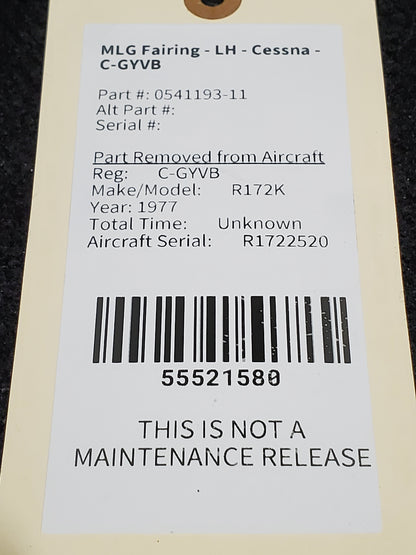 MLG Fairing - LH - Cessna -
C-GYVB
Part #: 0541193-11
Alt Part #:
Serial #:
Part Removed from Aircraft
Reg: C-GYVB
Make/Model: R172K
Year: 1977
Total Time: Unknown
Aircraft Serial: R1722520
55521580
THIS IS NOT A
MAINTENANCE RELEASE